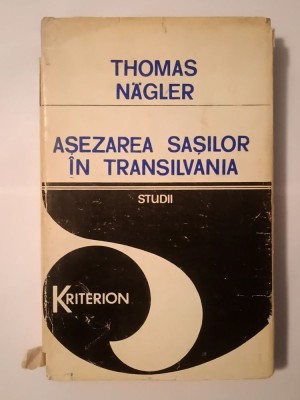 THOMAS
NÄGLER
AȘEZAREA SAȘILOR
ÎN TRANSILVANIA
STUDII
KRITERION